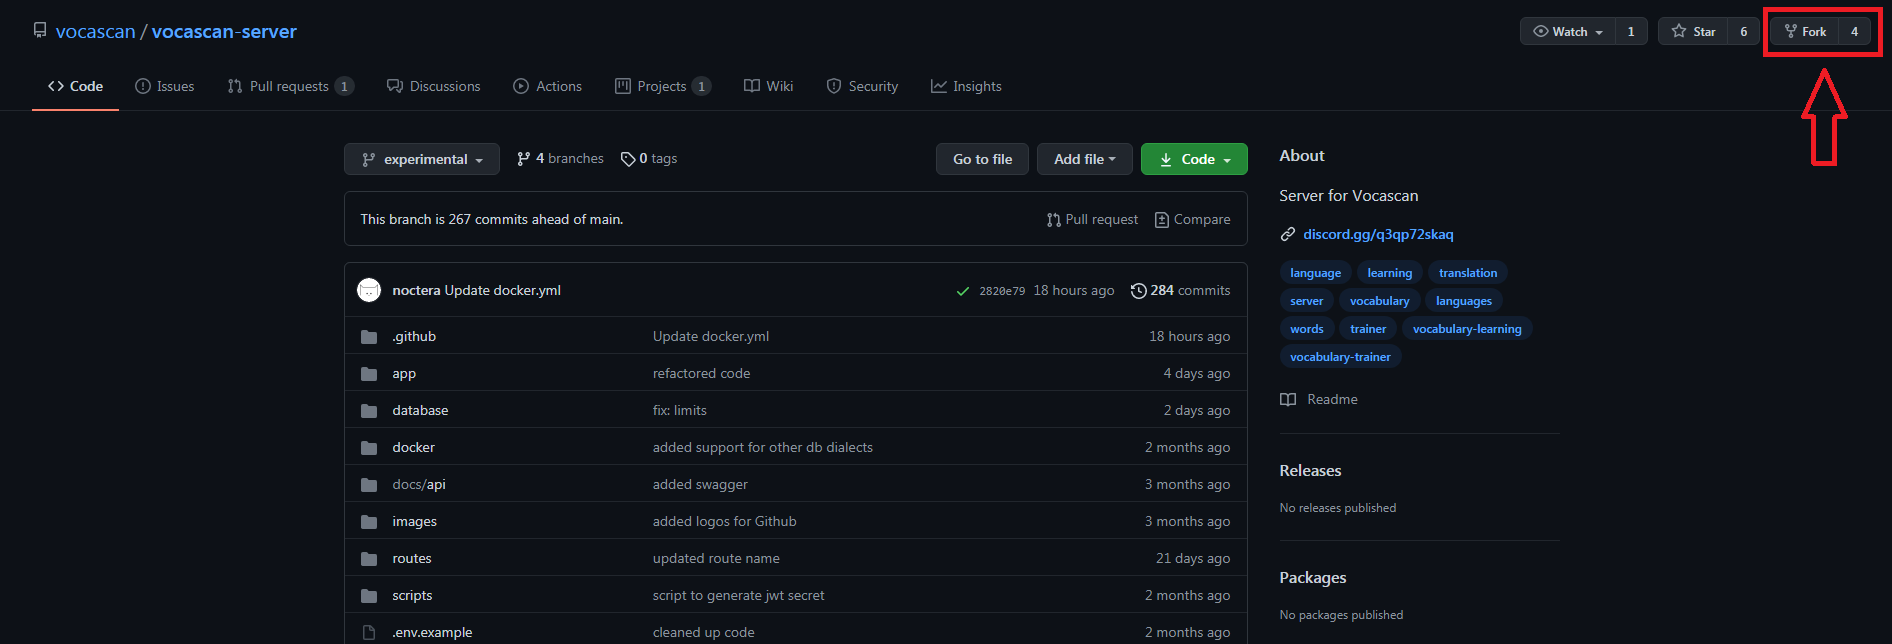 vocascan / vocascan-server
Watch 1 Star 6 Fork 4
Code Issues Pull requests 1 Discussions Actions Projects 1 Wiki Security Insights
experimental 4 branches 0 tags Go to file Add file Code
This branch is 267 commits ahead of main. Pull request Compare
noctera Update docker.yml 2820e79 18 hours ago 284 commits
.github Update docker.yml 18 hours ago
app refactored code 4 days ago
database fix: limits 2 days ago
docker added support for other db dialects 2 months ago
docs/api added swagger 3 months ago
images added logos for Github 3 months ago
routes updated route name 21 days ago
scripts script to generate jwt secret 2 months ago
.env.example cleaned up code 2 months ago
About
Server for Vocascan
discord.gg/q3qp72skaq
language learning translation
server vocabulary languages
words trainer vocabulary-learning
vocabulary-trainer
Readme
Releases
No releases published
Packages
No packages published